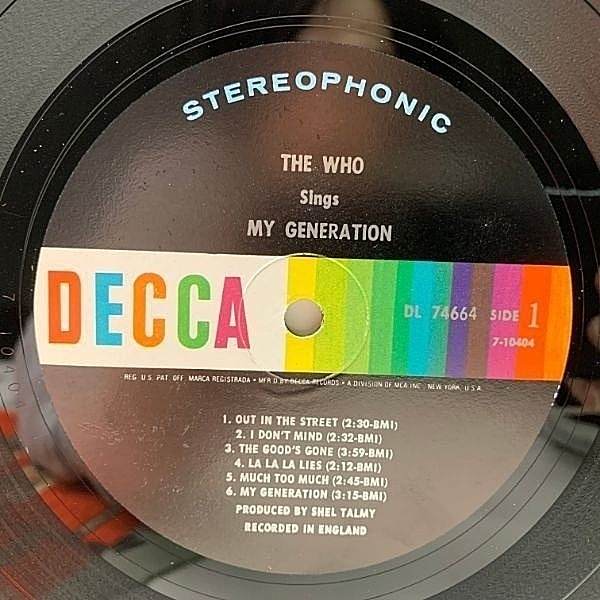 STEREOPHONIC
THE WHO
Sings
MY GENERATION
DECCA
DL 74664 SIDE 1
7-10404
REG. U.S. PAT. OFF. MARCA REGISTRADA • MFR'D BY DECCA RECORDS • A DIVISION OF MCA INC. NEW YORK, U.S.A.
1. OUT IN THE STREET (2:30-BMI)
2. I DON'T MIND (2:32-BMI)
3. THE GOOD'S GONE (3:59-BMI)
4. LA LA LA LIES (2:12-BMI)
5. MUCH TOO MUCH (2:45-BMI)
6. MY GENERATION (3:15-BMI)
PRODUCED BY SHEL TALMY
RECORDED IN ENGLAND